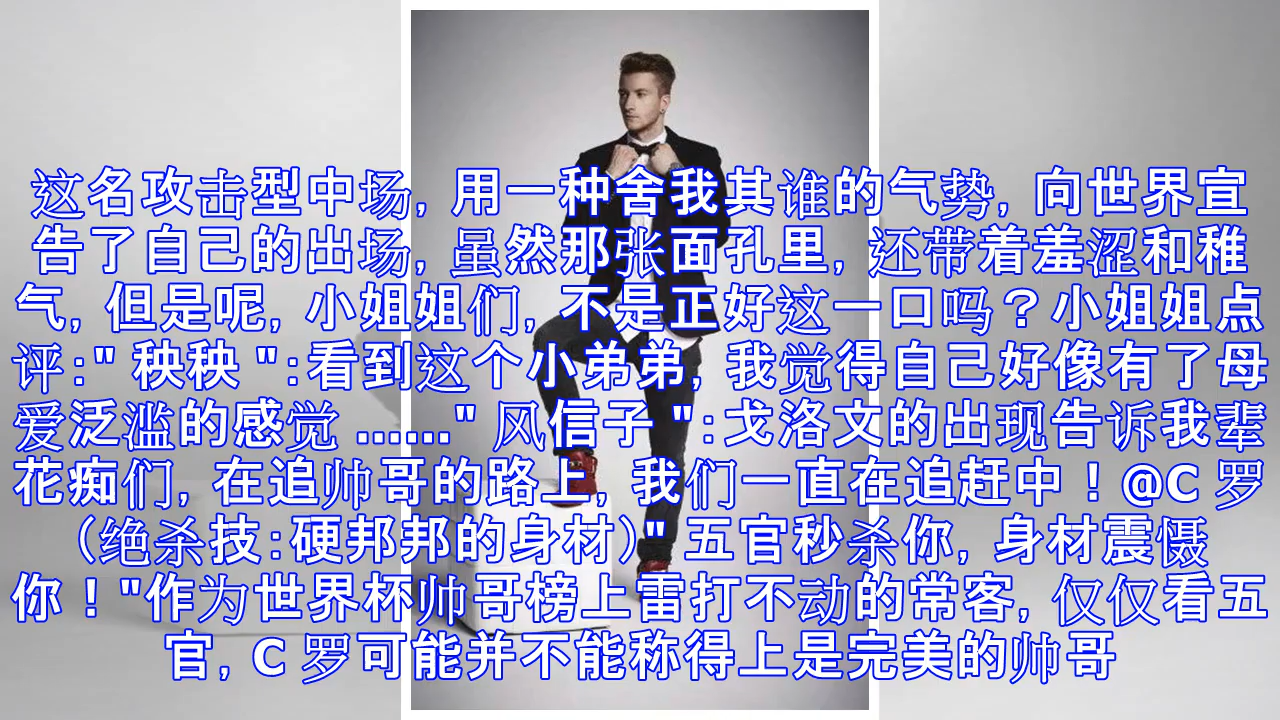 这名攻击型中场, 用一种舍我其谁的气势, 向世界宣
告了自己的出场, 虽然那张面孔里, 还带着羞涩和稚
气, 但是呢, 小姐姐们, 不是正好这一口吗？小姐姐点
评:" 秧秧 ":看到这个小弟弟, 我觉得自己好像有了母
爱泛滥的感觉 ......" 风信子 ":戈洛文的出现告诉我辈
花痴们, 在追帅哥的路上, 我们一直在追赶中！@C 罗
（绝杀技:硬邦邦的身材)" 五官秒杀你, 身材震慑
你！"作为世界杯帅哥榜上雷打不动的常客, 仅仅看五
官, C 罗可能并不能称得上是完美的帅哥